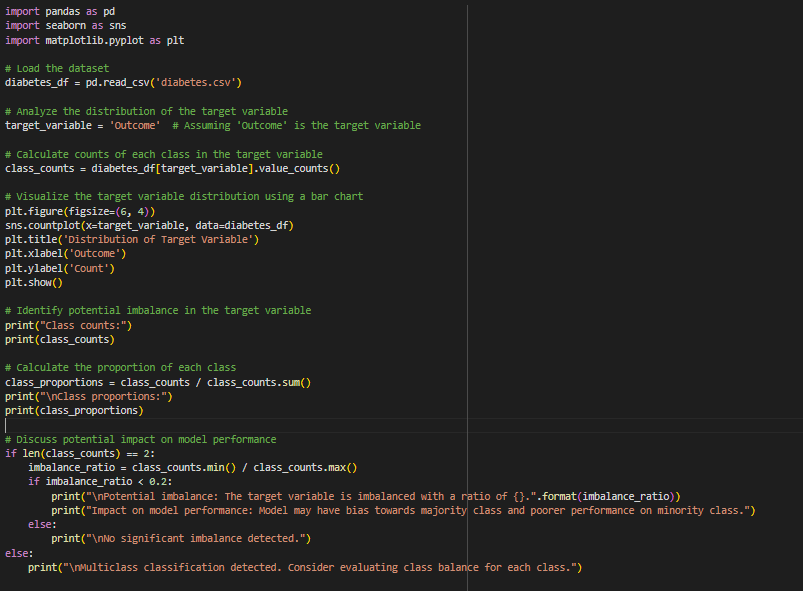 import pandas as pd
import seaborn as sns
import matplotlib.pyplot as plt
# Load the dataset
diabetes_df = pd.read_csv('diabetes.csv')
# Analyze the distribution of the target variable
target_variable = 'Outcome'  # Assuming 'Outcome' is the target variable
# Calculate counts of each class in the target variable
class_counts = diabetes_df[target_variable].value_counts()
# Visualize the target variable distribution using a bar chart
plt.figure(figsize=(6, 4))
sns.countplot(x=target_variable, data=diabetes_df)
plt.title('Distribution of Target Variable')
plt.xlabel('Outcome')
plt.ylabel('Count')
plt.show()
# Identify potential imbalance in the target variable
print("Class counts:")
print(class_counts)
# Calculate the proportion of each class
class_proportions = class_counts / class_counts.sum()
print("\nClass proportions:")
print(class_proportions)
# Discuss potential impact on model performance
if len(class_counts) == 2:
    imbalance_ratio = class_counts.min() / class_counts.max()
    if imbalance_ratio < 0.2:
        print("\nPotential imbalance: The target variable is imbalanced with a ratio of {}.".format(imbalance_ratio))
        print("Impact on model performance: Model may have bias towards majority class and poorer performance on minority class.")
    else:
        print("\nNo significant imbalance detected.")
else:
    print("\nMulticlass classification detected. Consider evaluating class balance for each class.")